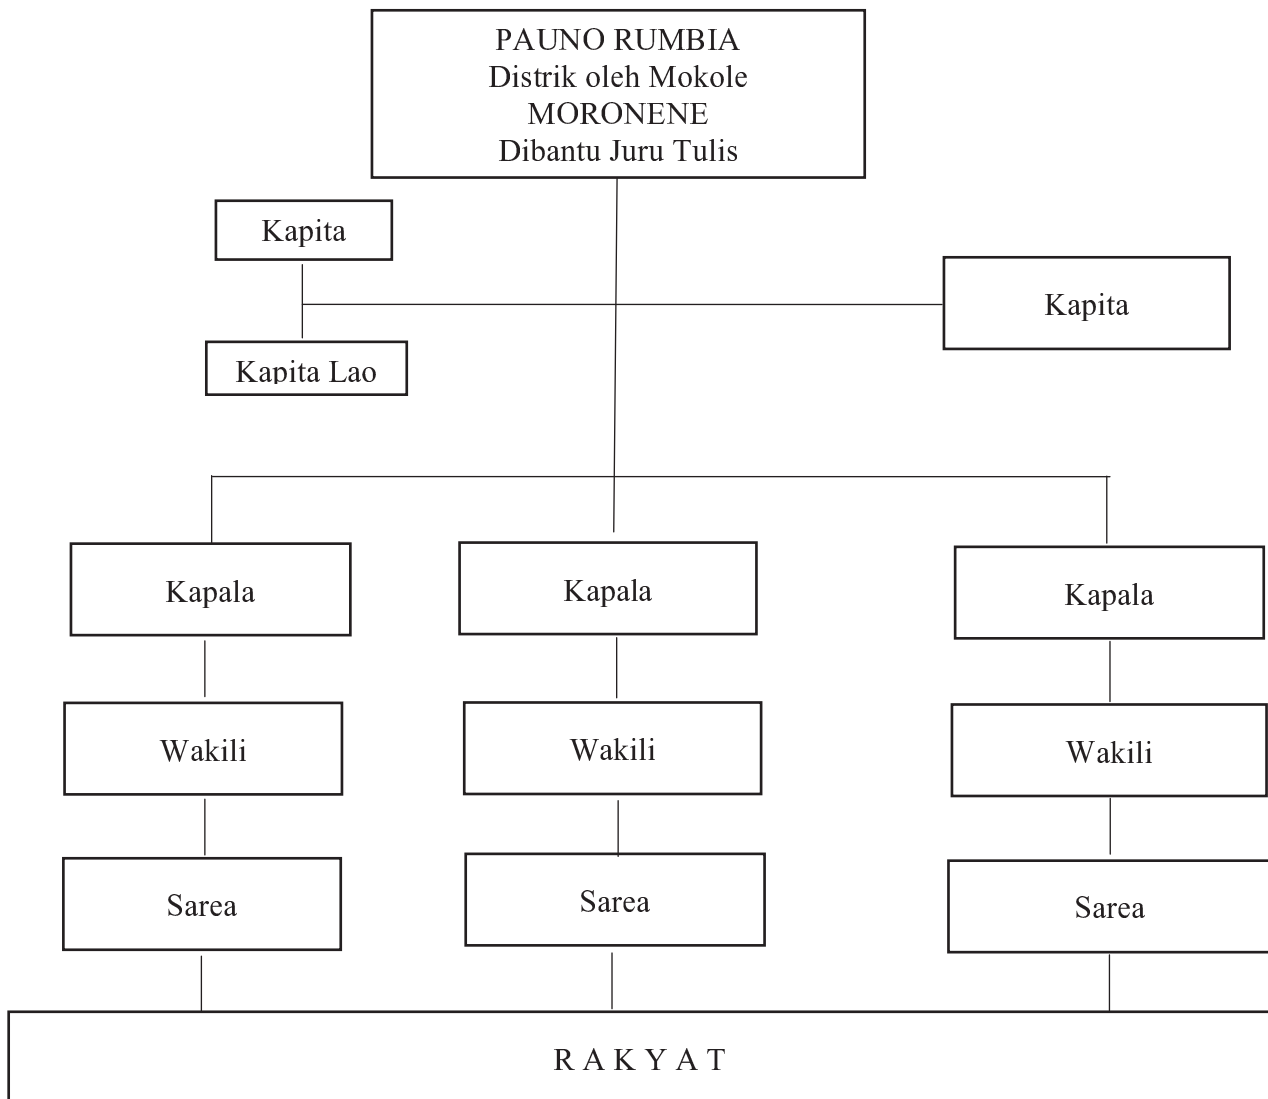 PAUNO RUMBIA
Distrik oleh Mokole
MORONENE
Dibantu Juru Tulis
Kapita
Kapita
Kapita Lao
Kapala
Kapala
Kapala
Wakili
Wakili
Wakili
Sarea
Sarea
Sarea
R A K Y A T